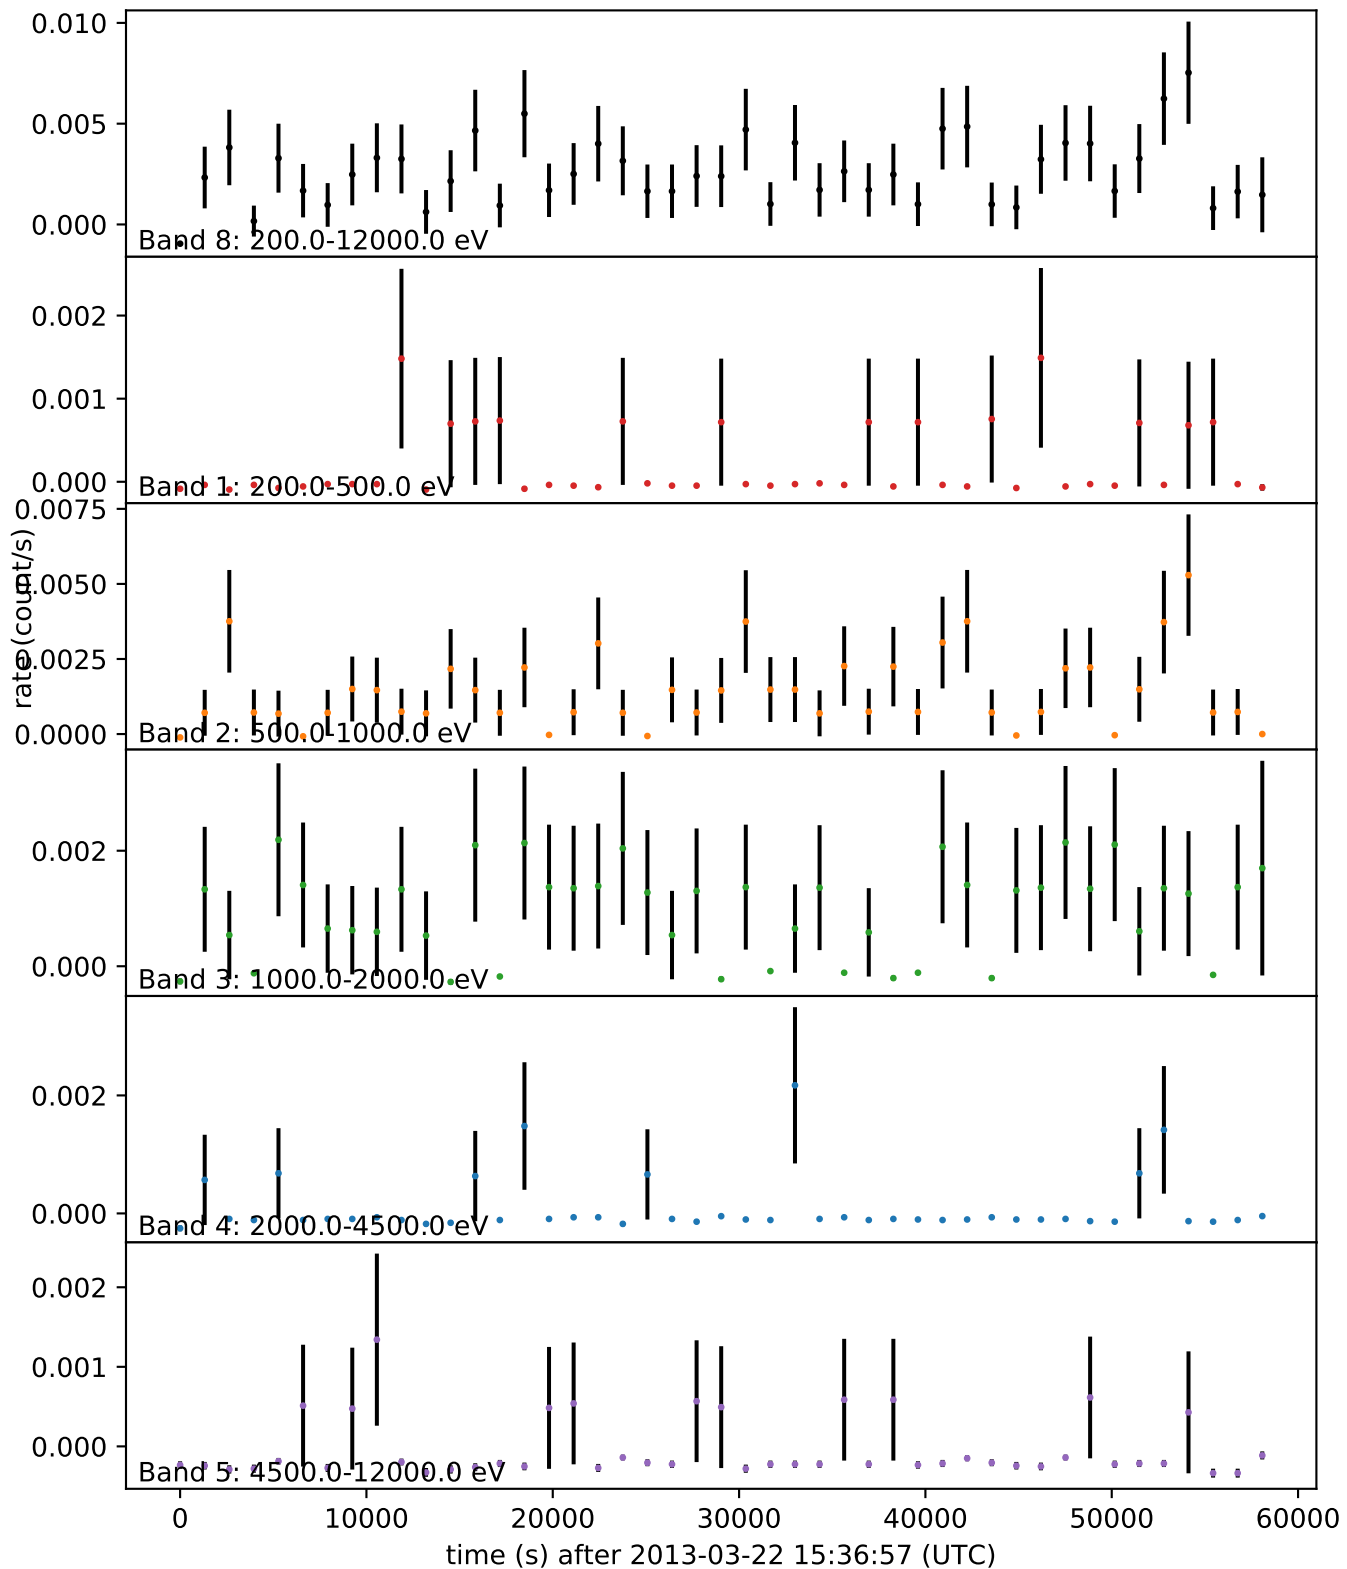 0.010
0.005
0.000
Band 8: 200.0-12000.0 eV
0.002
0.001
0.000
Band 1: 200.0-500.0 eV
0.0075
0.0050
0.0025
0.0000
Band 2: 500.0-1000.0 eV
rate (count/s)
0.002
0.000
Band 3: 1000.0-2000.0 eV
0.002
0.000
Band 4: 2000.0-4500.0 eV
0.002
0.001
0.000
Band 5: 4500.0-12000.0 eV
0 10000 20000 30000 40000 50000 60000
time (s) after 2013-03-22 15:36:57 (UTC)